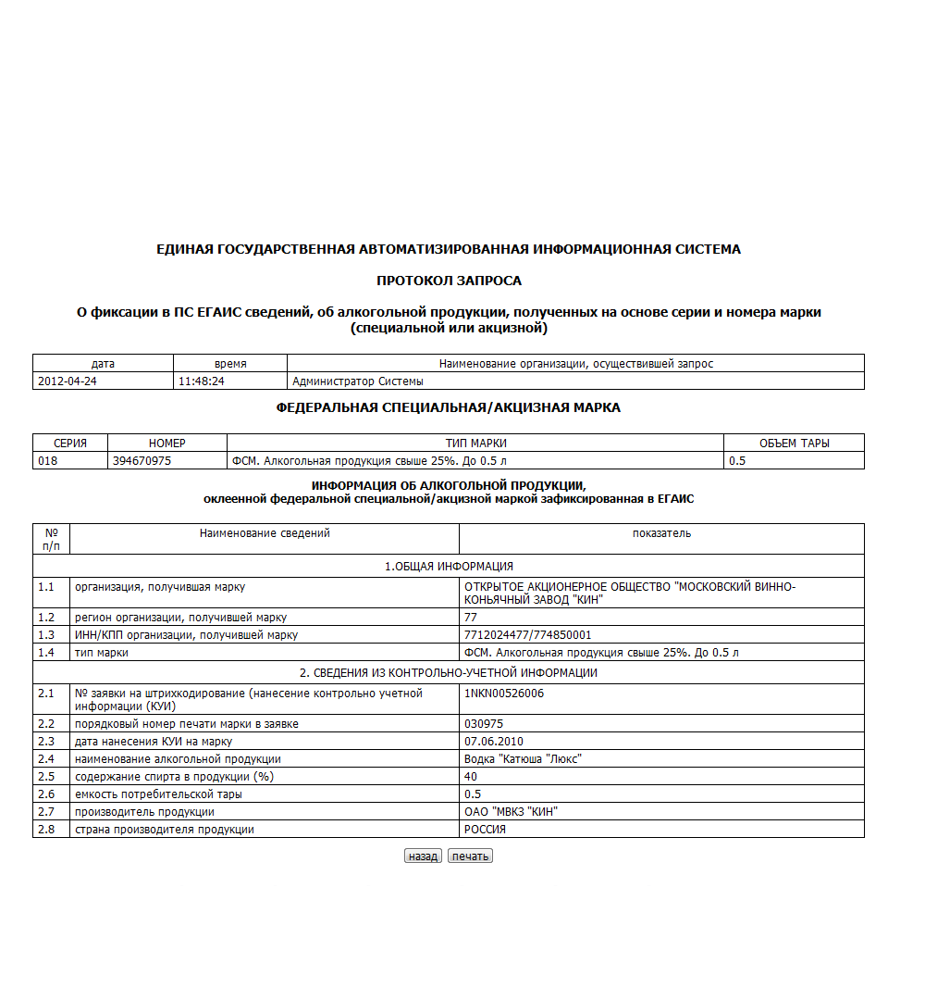 ЕДИНАЯ ГОСУДАРСТВЕННАЯ АВТОМАТИЗИРОВАННАЯ ИНФОРМАЦИОННАЯ СИСТЕМА
ПРОТОКОЛ ЗАПРОСА
О фиксации в ПС ЕГАИС сведений, об алкогольной продукции, полученных на основе серии и номера марки
(специальной или акцизной)
дата время Наименование организации, осуществившей запрос
2012-04-24 11:48:24 Администратор Системы
ФЕДЕРАЛЬНАЯ СПЕЦИАЛЬНАЯ/АКЦИЗНАЯ МАРКА
СЕРИЯ НОМЕР ТИП МАРКИ ОБЪЕМ ТАРЫ
018 394670975 ФСМ. Алкогольная продукция свыше 25%. До 0.5 л 0.5
ИНФОРМАЦИЯ ОБ АЛКОГОЛЬНОЙ ПРОДУКЦИИ,
оклеенной федеральной специальной/акцизной маркой зафиксированная в ЕГАИС
№ Наименование сведений показатель
п/п
1.ОБЩАЯ ИНФОРМАЦИЯ
1.1 организация, получившая марку ОТКРЫТОЕ АКЦИОНЕРНОЕ ОБЩЕСТВО "МОСКОВСКИЙ ВИННО-
КОНЬЯЧНЫЙ ЗАВОД "КИН"
1.2 регион организации, получившей марку 77
1.3 ИНН/КПП организации, получившей марку 7712024477/774850001
1.4 тип марки ФСМ. Алкогольная продукция свыше 25%. До 0.5 л
2. СВЕДЕНИЯ ИЗ КОНТРОЛЬНО-УЧЕТНОЙ ИНФОРМАЦИИ
2.1 № заявки на штрихкодирование (нанесение контрольно учетной 1NKN00526006
информации (КУИ)
2.2 порядковый номер печати марки в заявке 030975
2.3 дата нанесения КУИ на марку 07.06.2010
2.4 наименование алкогольной продукции Водка "Катюша "Люкс"
2.5 содержание спирта в продукции (%) 40
2.6 емкость потребительской тары 0.5
2.7 производитель продукции ОАО "МВКЗ "КИН"
2.8 страна производителя продукции РОССИЯ
назад печать